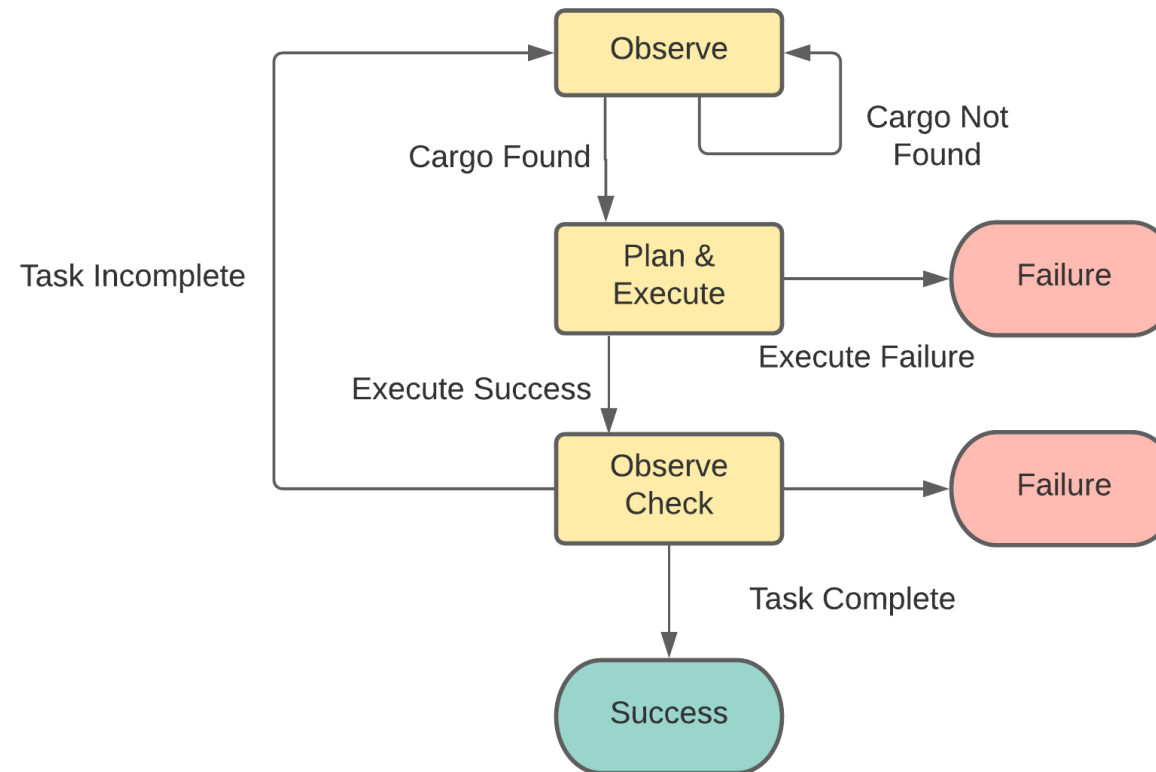 Observe
Cargo Not
Found
Cargo Found
Plan &
Execute
Failure
Task Incomplete
Execute Failure
Execute Success
Observe
Check
Failure
Task Complete
Success